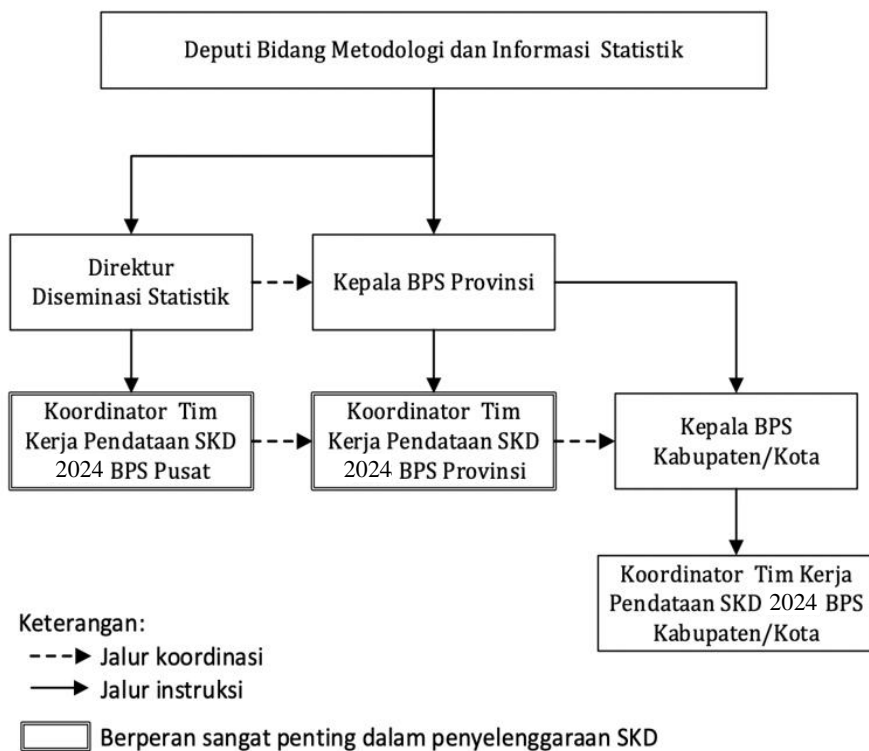 Deputi Bidang Metodologi dan Informasi Statistik
Direktur
Diseminasi Statistik
Kepala BPS Provinsi
Koordinator Tim
Kerja Pendataan SKD
2024 BPS Pusat
Koordinator Tim
Kerja Pendataan SKD
2024 BPS Provinsi
Kepala BPS
Kabupaten/Kota
Koordinator Tim Kerja
Pendataan SKD 2024 BPS
Kabupaten/Kota
Keterangan:
Jalur koordinasi
Jalur instruksi
Berperan sangat penting dalam penyelenggaraan SKD